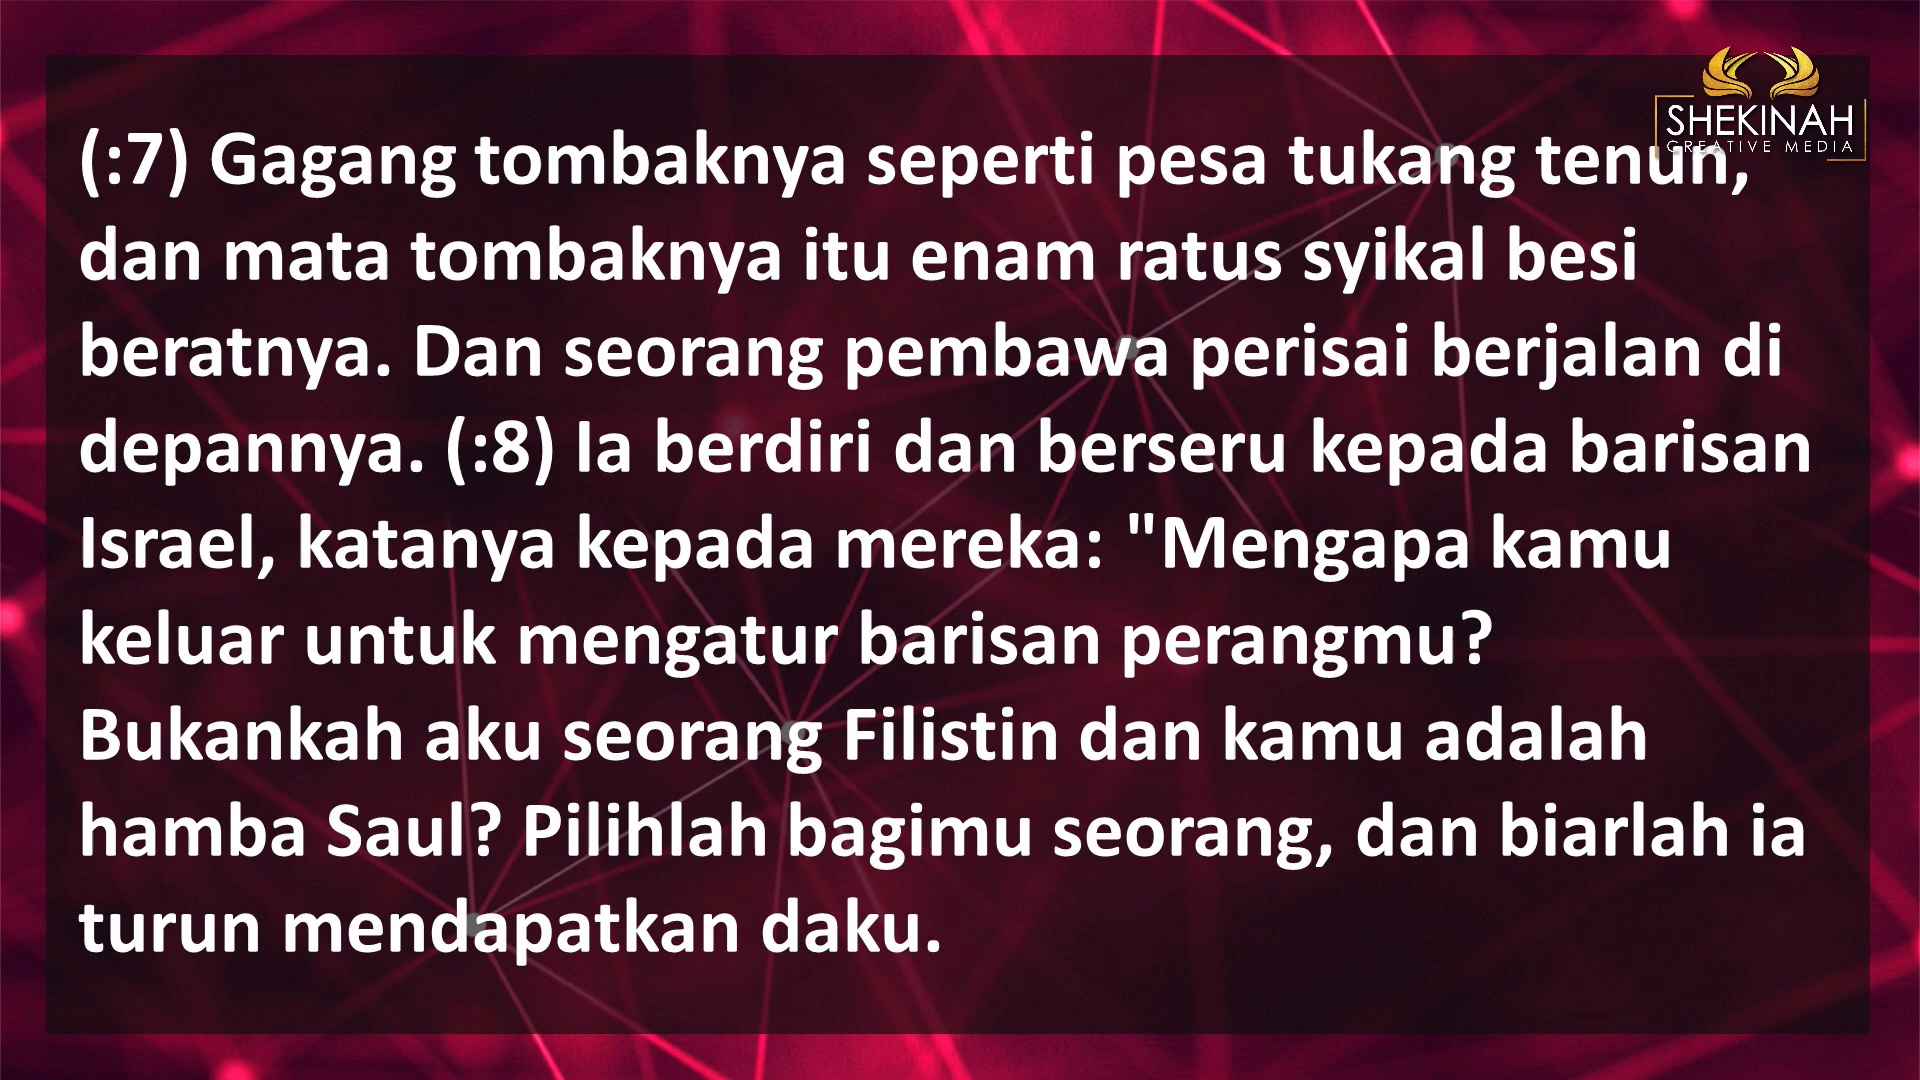 SHEKINAH
CREATIVE MEDIA
(:7) Gagang tombaknya seperti pesa tukang tenun,
dan mata tombaknya itu enam ratus syikal besi
beratnya. Dan seorang pembawa perisai berjalan di
depannya. (:8) Ia berdiri dan berseru kepada barisan
Israel, katanya kepada mereka: "Mengapa kamu
keluar untuk mengatur barisan perangmu?
Bukankah aku seorang Filistin dan kamu adalah
hamba Saul? Pilihlah bagimu seorang, dan biarlah ia
turun mendapatkan daku.